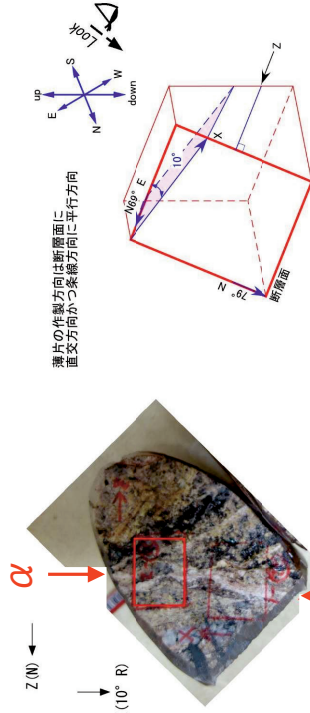 Look
up
S
E
W
N
down
薄片の作製方向は断層面に
直交方向かつ条線方向に平行方向
N69° E
10°
X
Z
79° N
断層面
α
Z(N)
(10° R)